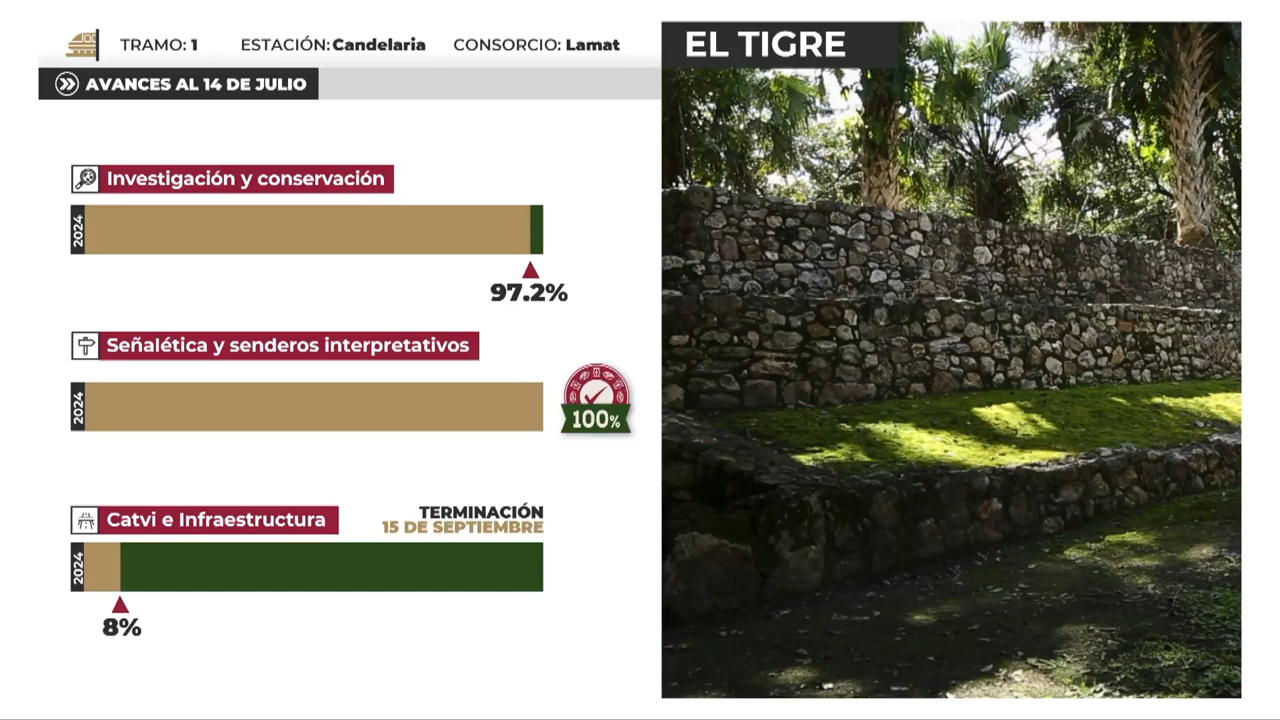 TRAMO: 1 ESTACIÓN: Candelaria CONSORCIO: Lamat
AVANCES AL 14 DE JULIO
EL TIGRE
Investigación y conservación
2024
97.2%
Señalética y senderos interpretativos
2024
100%
Catvi e Infraestructura
TERMINACIÓN
15 DE SEPTIEMBRE
2024
8%